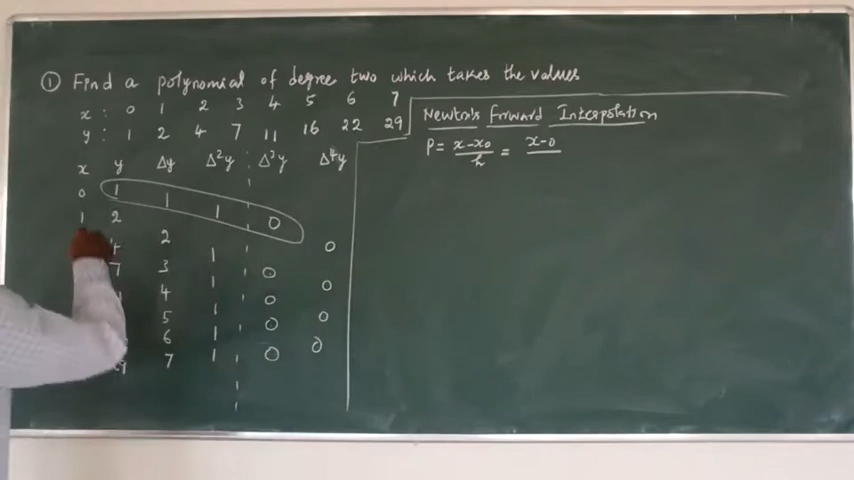 ① Find a polynomial of degree two which takes the values
x : 0 1 2 3 4 5 6 7
y : 1 2 4 7 11 16 22 29
x y Δy Δ²y Δ³y Δ⁴y
0 1
1 1 0
1 2
2 0
4 1
7 3 0
1 0
4 0
1 0
5 0
6 1 0
7 1 0
Newton's Forward Interpolation
P = x-x₀/h = x-0